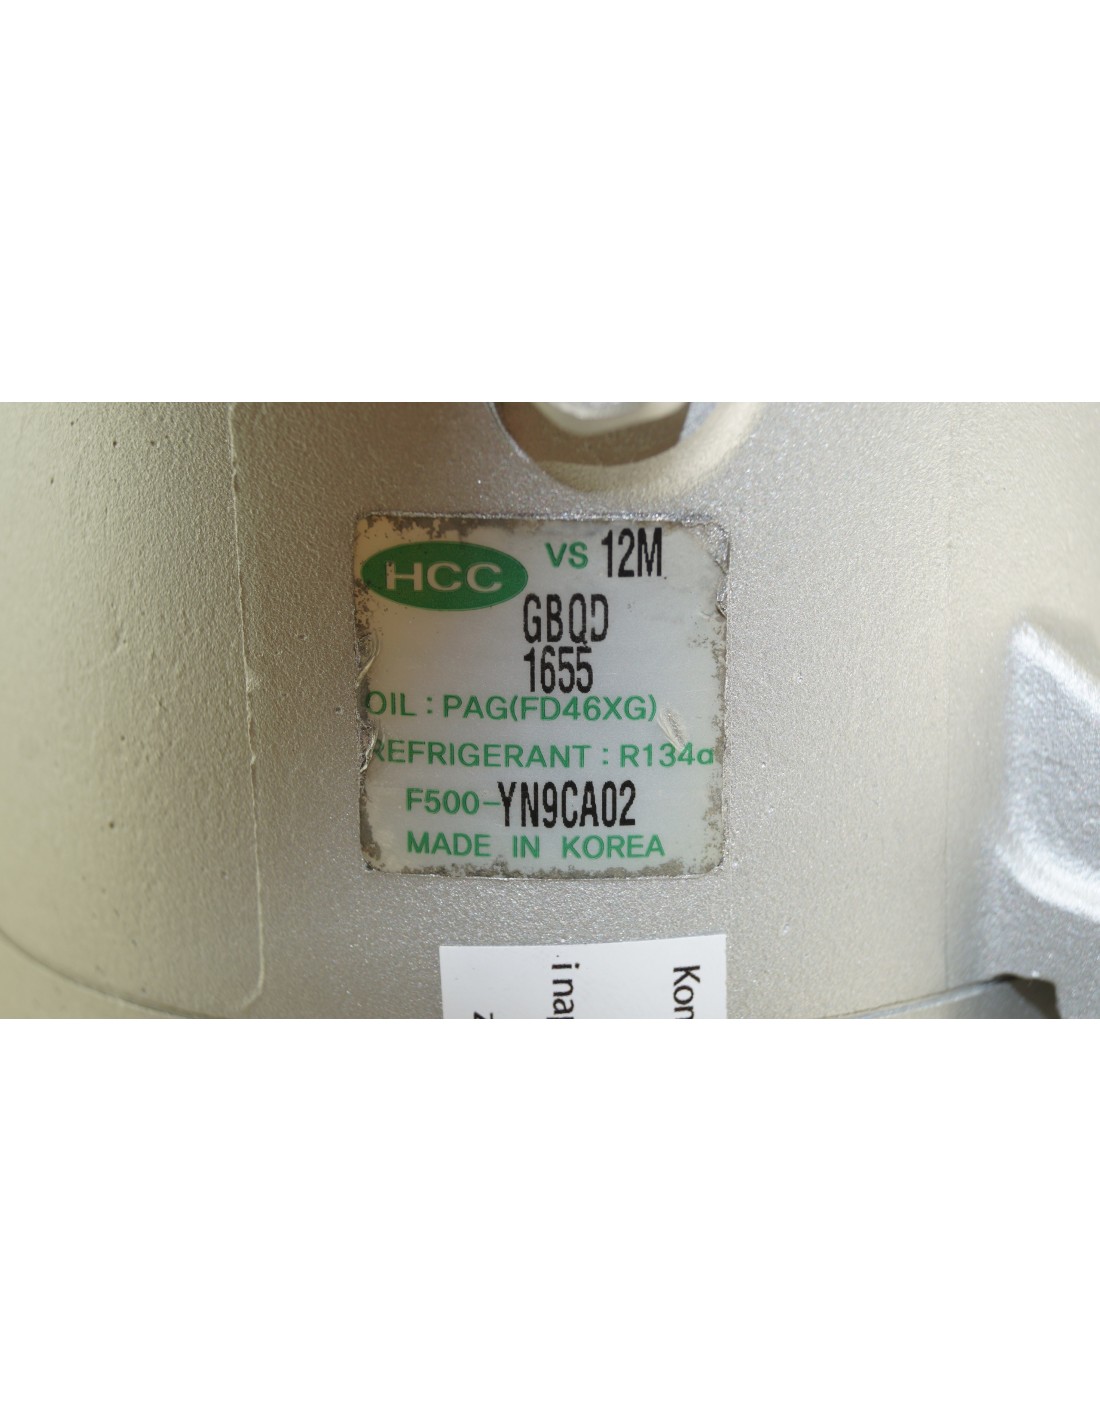 HCC VS 12M
GBQD
1655
OIL : PAG(FD46XG)
REFRIGERANT : R134a
F500-YN9CA02
MADE IN KOREA
i